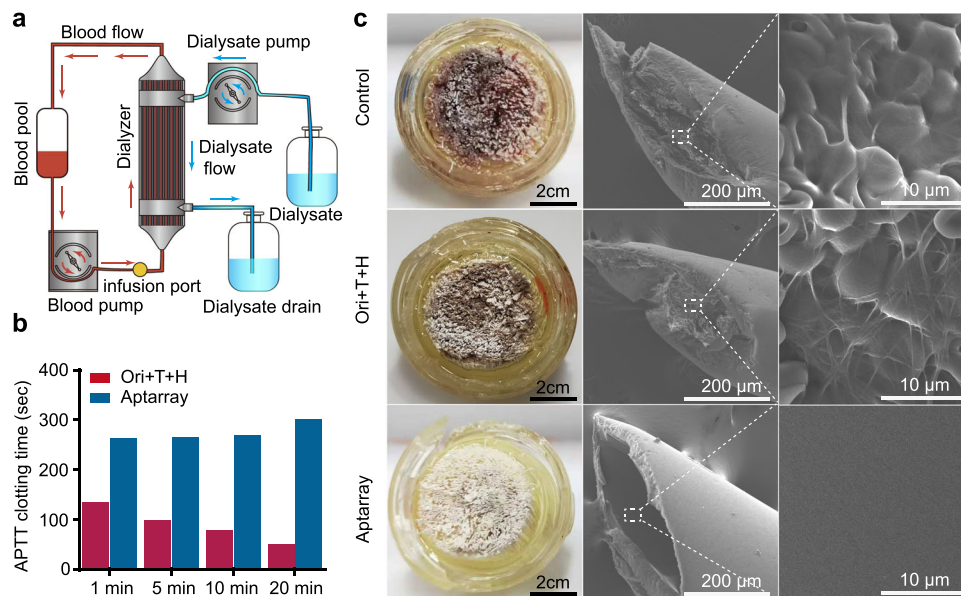 a
Blood flow
Dialysate pump
Blood pool
Dialyzer
Dialysate
flow
Dialysate
infusion port
Blood pump
Dialysate drain
b
APTT clotting time (sec)
400
300
200
100
0
Ori+T+H
Aptarray
1 min 5 min 10 min 20 min
c
Control
2cm
200 µm
10 µm
Ori+T+H
2cm
200 µm
10 µm
Aptarray
2cm
200 µm
10 µm